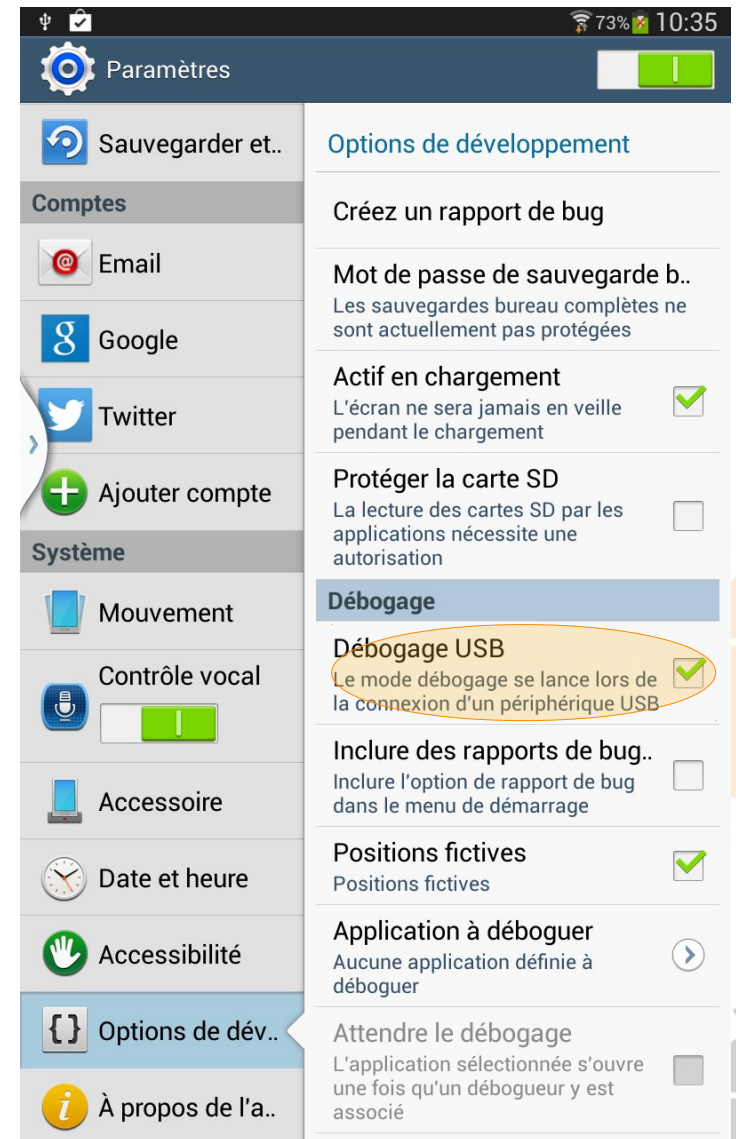 73% 10:35
Paramètres
Sauvegarder et..
Comptes
Email
Google
Twitter
Ajouter compte
Système
Mouvement
Contrôle vocal
Accessoire
Date et heure
Accessibilité
Options de dév..
À propos de l'a..
Options de développement
Créez un rapport de bug
Mot de passe de sauvegarde b..
Les sauvegardes bureau complètes ne
sont actuellement pas protégées
Actif en chargement
L'écran ne sera jamais en veille
pendant le chargement
Protéger la carte SD
La lecture des cartes SD par les
applications nécessite une
autorisation
Débogage
Débogage USB
Le mode débogage se lance lors de
la connexion d'un périphérique USB
Inclure des rapports de bug..
Inclure l'option de rapport de bug
dans le menu de démarrage
Positions fictives
Positions fictives
Application à déboguer
Aucune application définie à
déboguer
Attendre le débogage
L'application sélectionnée s'ouvre
une fois qu'un débogueur y est
associé